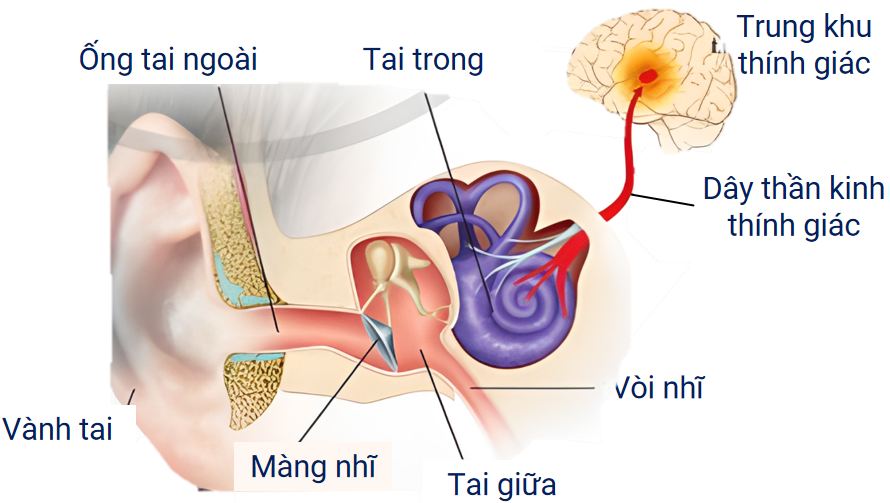 Ống tai ngoài
Tai trong
Trung khu
thính giác
Dây thần kinh
thính giác
Vòi nhĩ
Vành tai
Màng nhĩ
Tai giữa